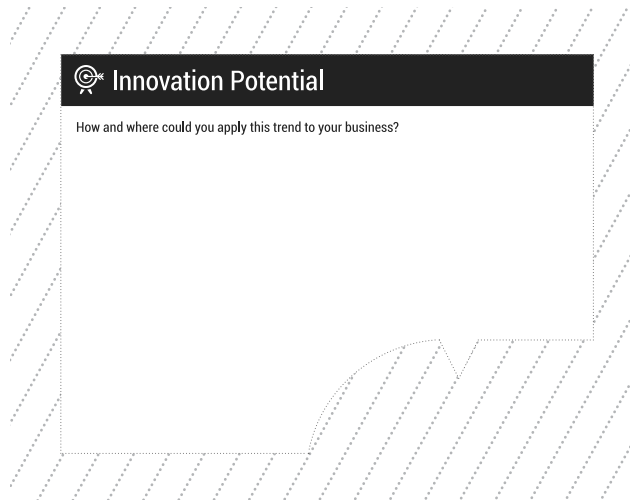 Innovation Potential
How and where could you apply this trend to your business?